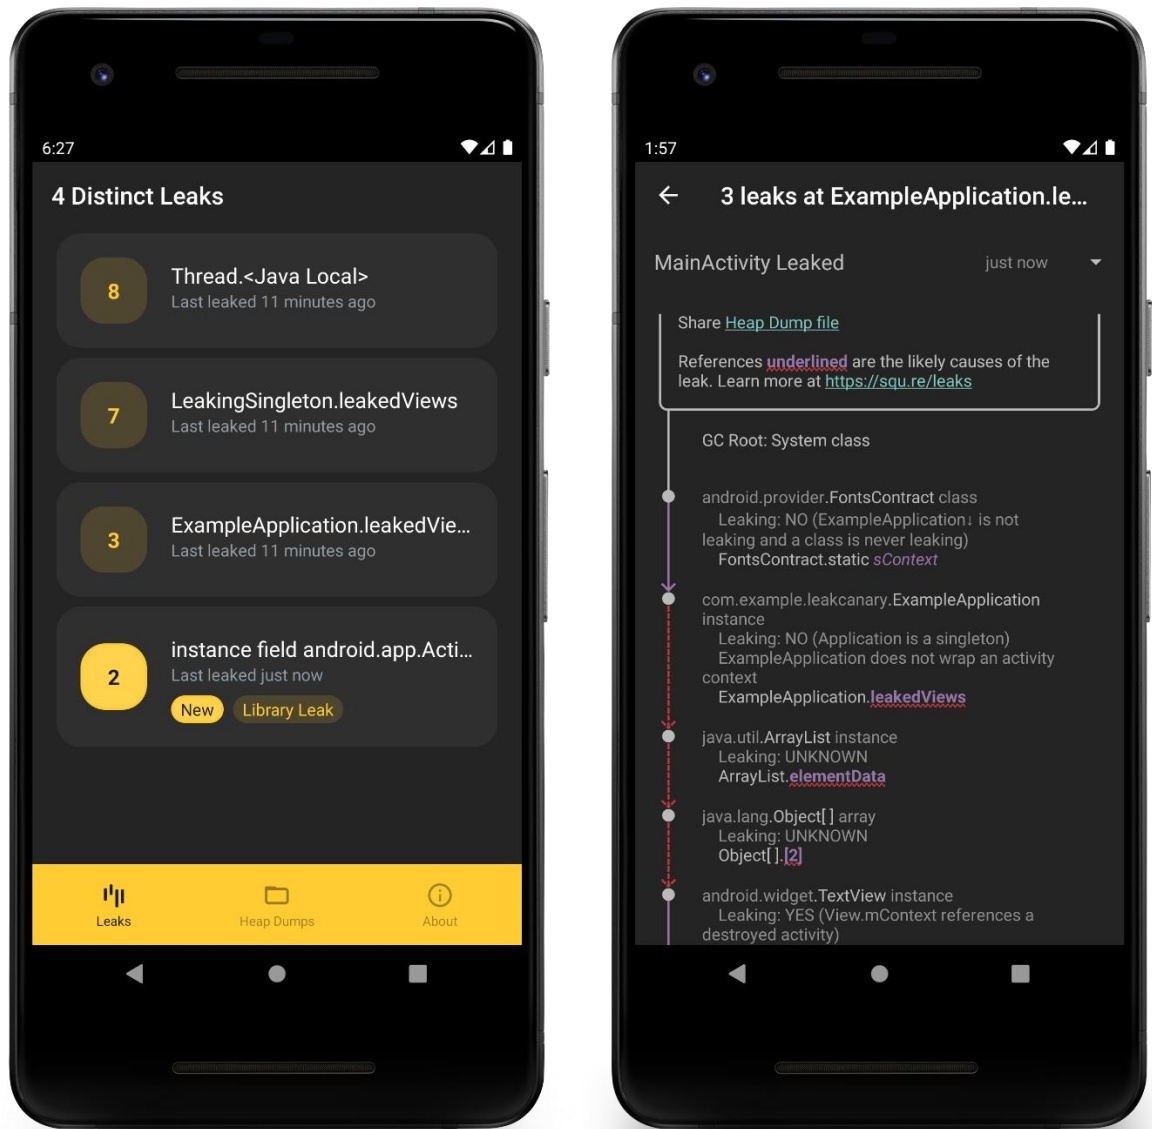 6:27
4 Distinct Leaks
8
Thread.<Java Local>
Last leaked 11 minutes ago
7
LeakingSingleton.leakedViews
Last leaked 11 minutes ago
3
ExampleApplication.leakedVie...
Last leaked 11 minutes ago
2
instance field android.app.Acti...
Last leaked just now
New
Library Leak
Leaks
Heap Dumps
About
1:57
3 leaks at ExampleApplication.le...
MainActivity Leaked
just now
Share Heap Dump file
References underlined are the likely causes of the
leak. Learn more at https://squ.re/leaks
GC Root: System class
android.provider.FontsContract class
Leaking: NO (ExampleApplication↓ is not
leaking and a class is never leaking)
FontsContract.static sContext
com.example.leakcanary.ExampleApplication
instance
Leaking: NO (Application is a singleton)
ExampleApplication does not wrap an activity
context
ExampleApplication.leakedViews
java.util.ArrayList instance
Leaking: UNKNOWN
ArrayList.elementData
java.lang.Object[] array
Leaking: UNKNOWN
Object[].[2]
android.widget.TextView instance
Leaking: YES (View.mContext references a
destroyed activity)